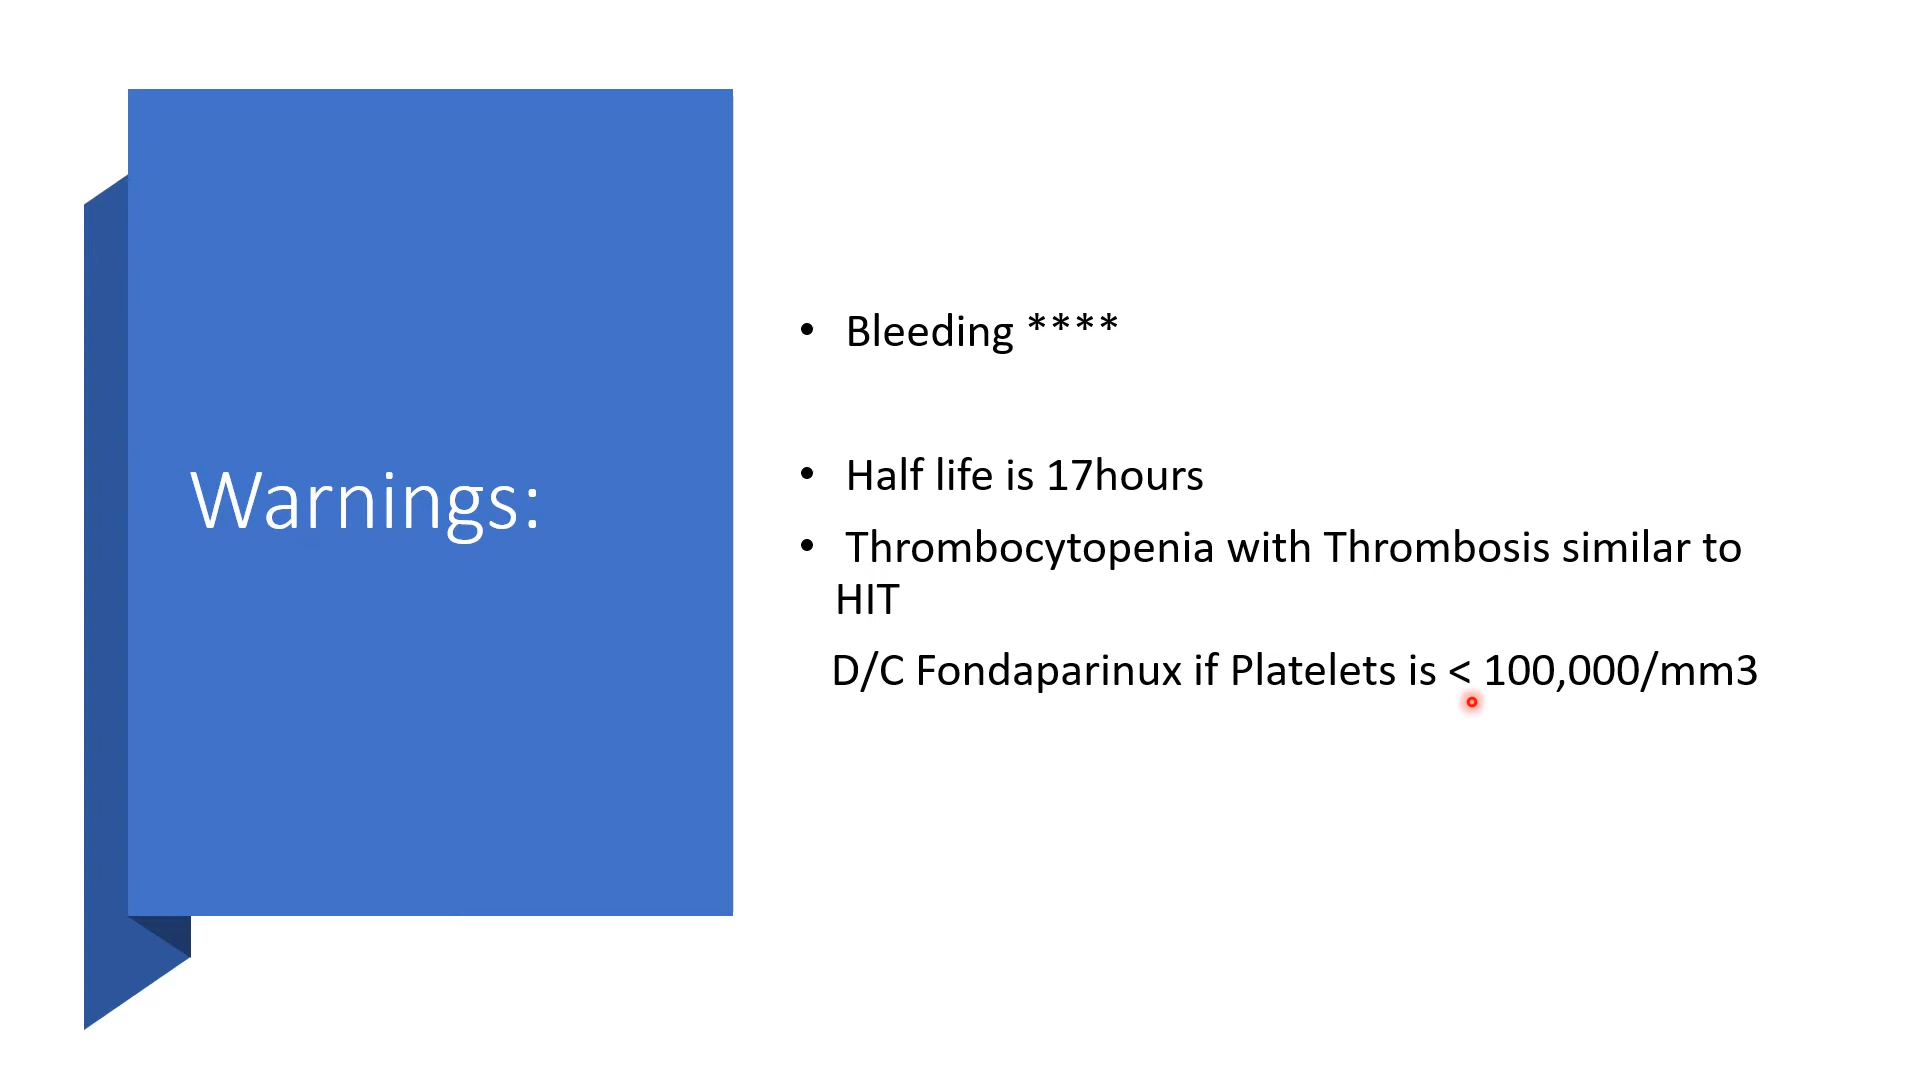 Warnings:
• Bleeding ****
• Half life is 17hours
• Thrombocytopenia with Thrombosis similar to
HIT
D/C Fondaparinux if Platelets is < 100,000/mm3